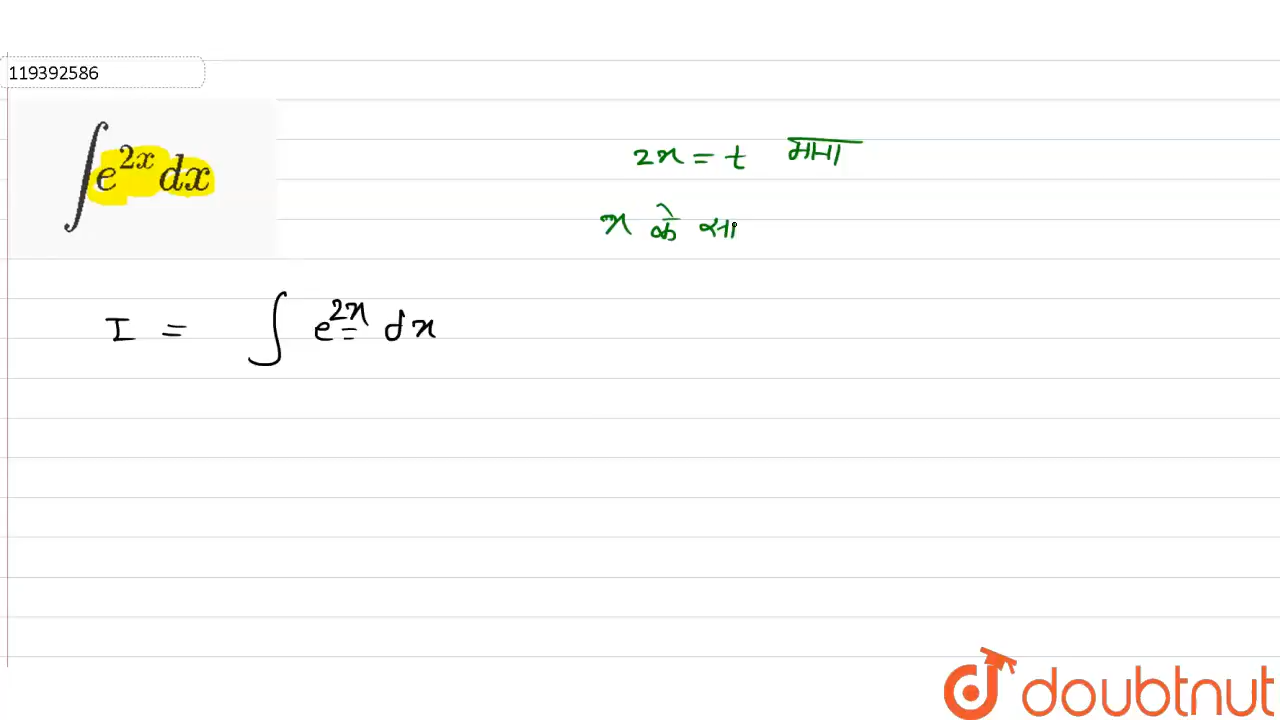 119392586
∫e^{2x}dx
2x = t माना
x के सा
I = ∫ e^{2x} dx
doubtnut